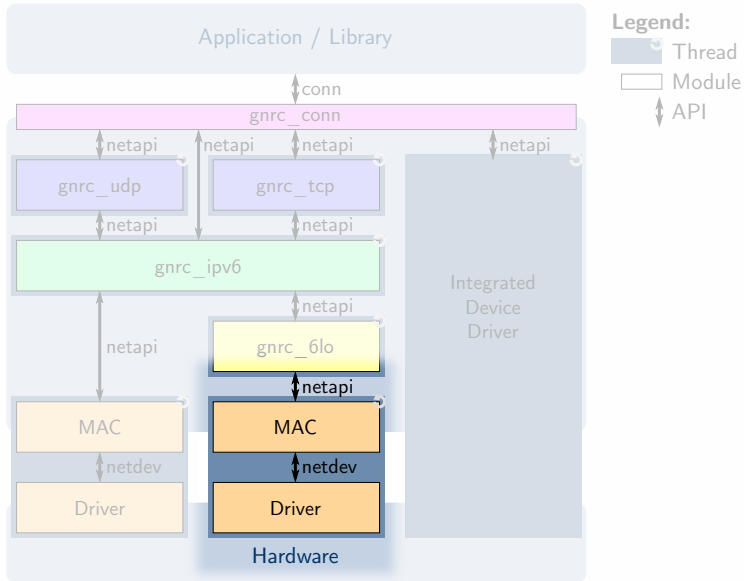 Application / Library
Legend:
Thread
Module
API
conn
gnrc_conn
netapi
netapi
netapi
netapi
gnrc_udp
gnrc_tcp
netapi
netapi
gnrc_ipv6
Integrated
Device
Driver
netapi
netapi
gnrc_6lo
netapi
MAC
MAC
netdev
netdev
Driver
Driver
Hardware